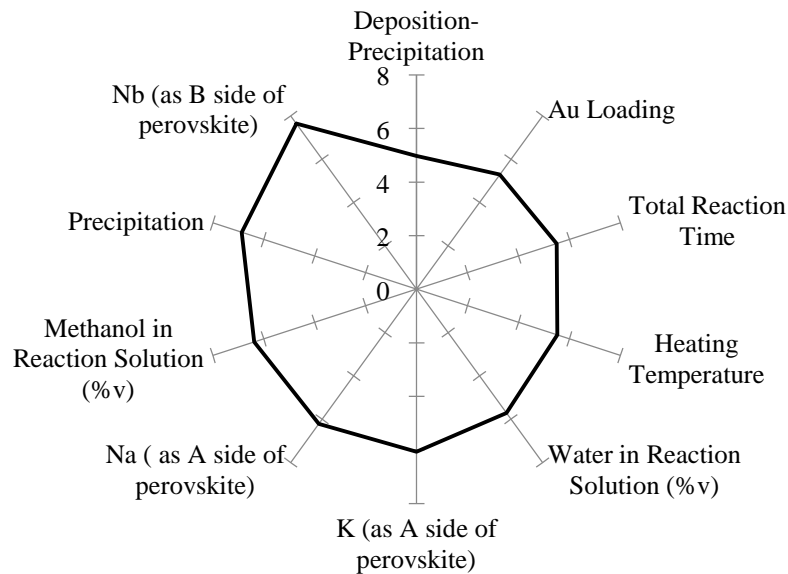 Deposition-
Precipitation
8
6
4
2
0
Au Loading
Total Reaction
Time
Heating
Temperature
Water in Reaction
Solution (%v)
K (as A side of
perovskite)
Na ( as A side of
perovskite)
Methanol in
Reaction Solution
(%v)
Precipitation
Nb (as B side of
perovskite)